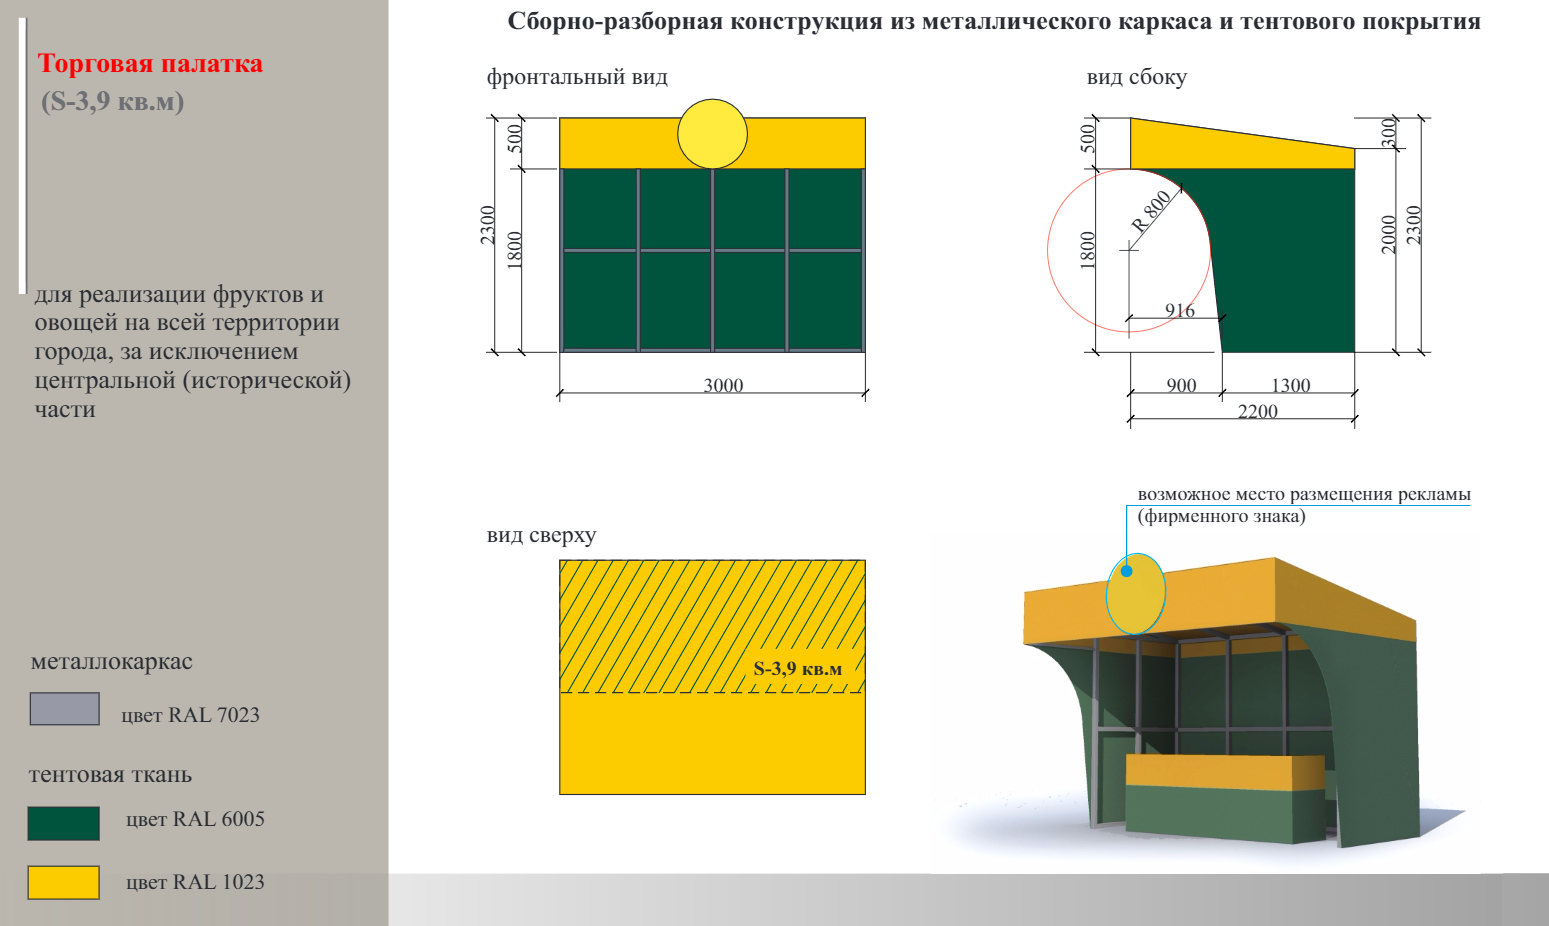 Сборно-разборная конструкция из металлического каркаса и тентового покрытия
Торговая палатка
(S-3,9 кв.м)
для реализации фруктов и
овощей на всей территории
города, за исключением
центральной (исторической)
части
металлокаркас
цвет RAL 7023
тентовая ткань
цвет RAL 6005
цвет RAL 1023
фронтальный вид
500
2300
1800
3000
вид сбоку
500
300
R 800
1800
2000
2300
916
900
1300
2200
вид сверху
S-3,9 кв.м
возможное место размещения рекламы
(фирменного знака)